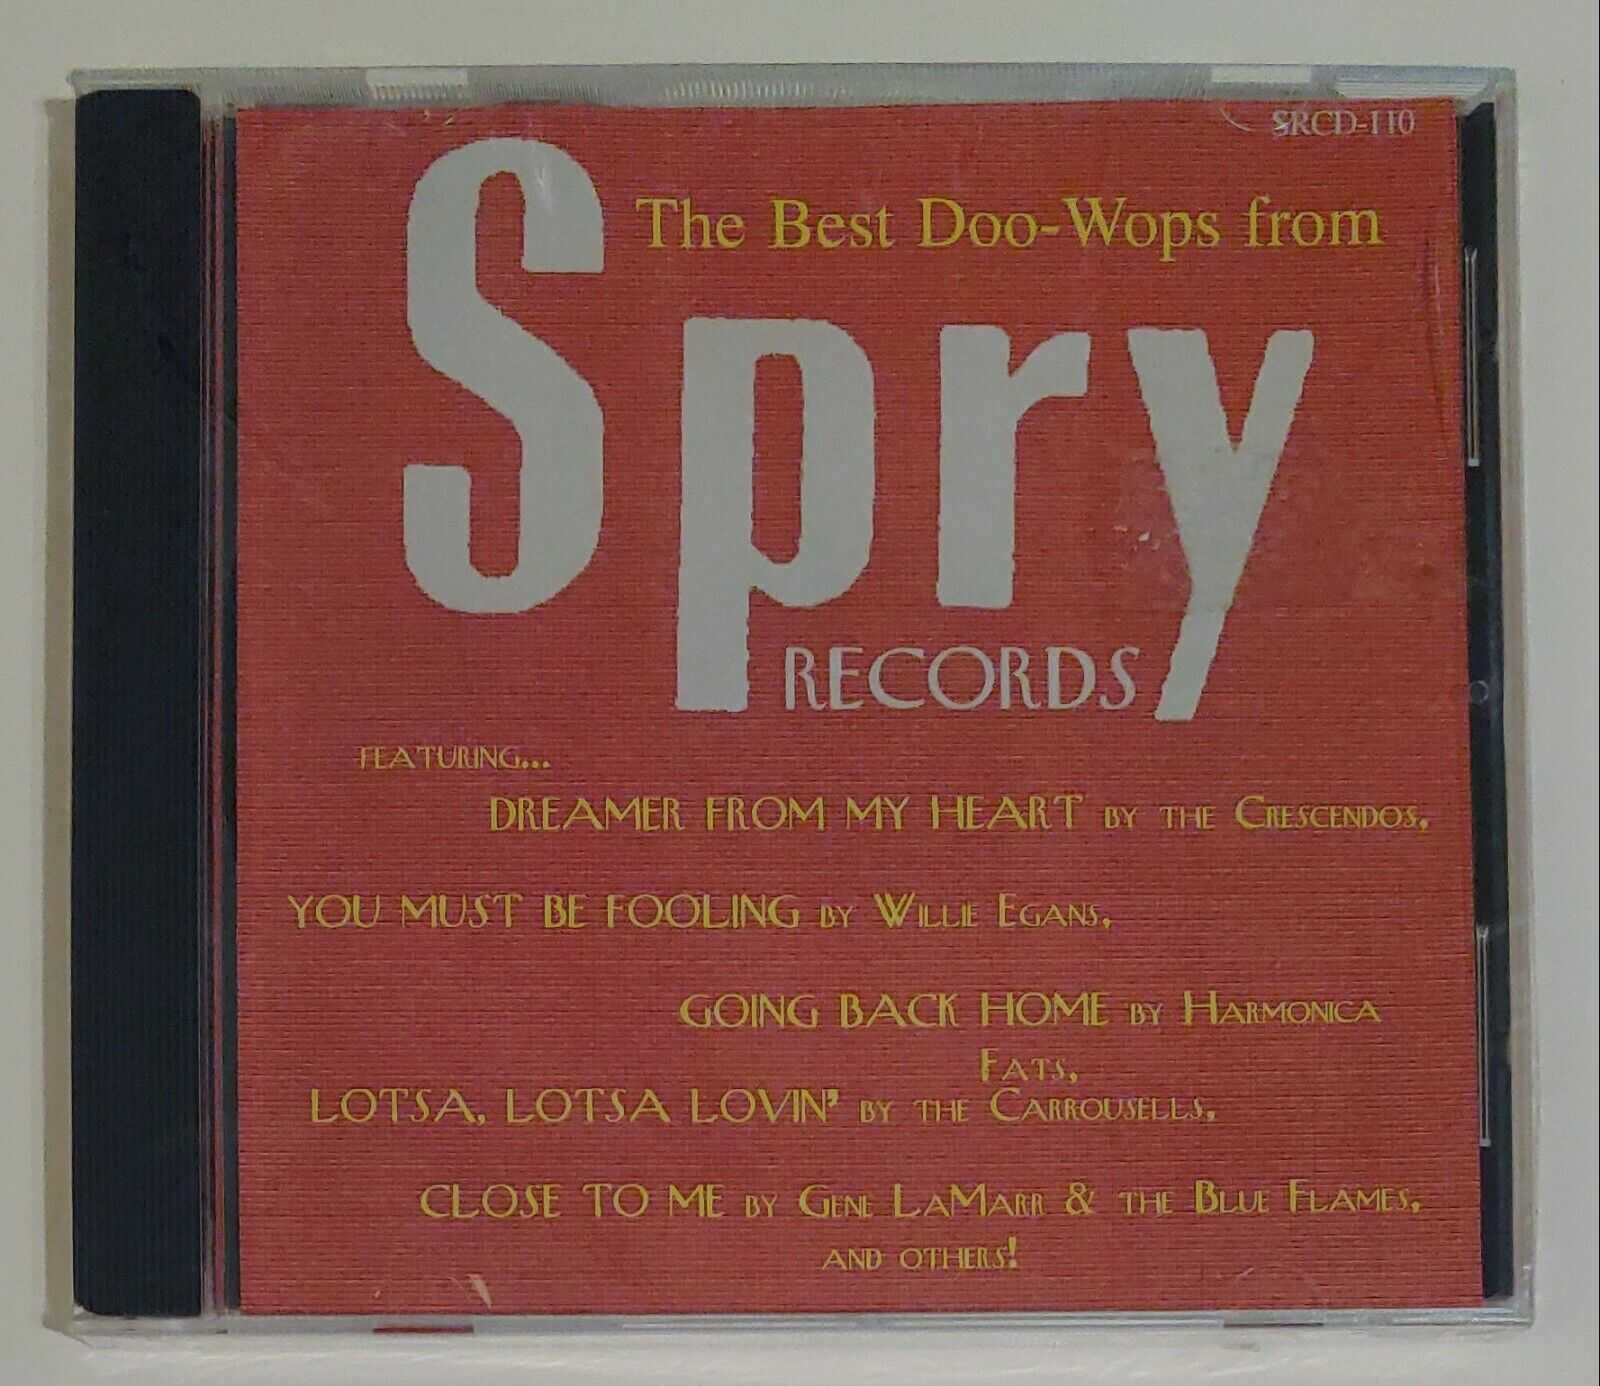 SRCD-110
The Best Doo-Wops from
Spry
RECORDS
FEATURING...
DREAMER FROM MY HEART BY THE CRESCENDOS,
YOU MUST BE FOOLING BY WILLIE EGANS,
GOING BACK HOME BY HARMONICA
FATS,
LOTSA, LOTSA LOVIN' BY THE CARROUSELLS,
CLOSE TO ME BY GENE LAMARR & THE BLUE FLAMES,
AND OTHERS!